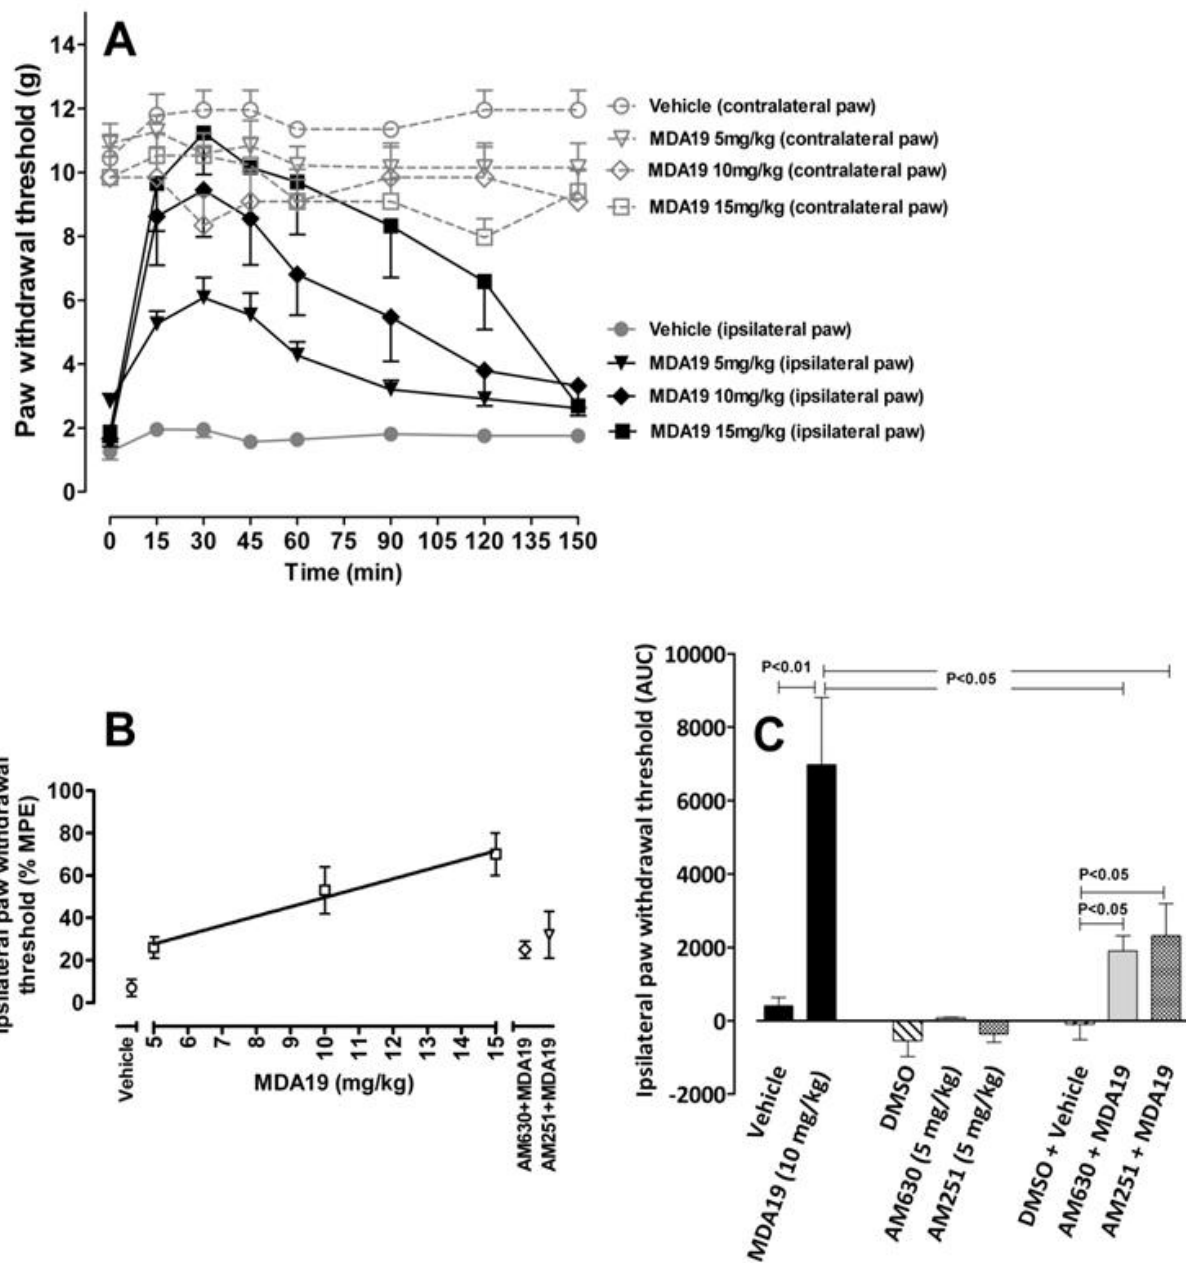 A
Paw withdrawal threshold (g)
14
12
10
8
6
4
2
0
0 15 30 45 60 75 90 105 120 135 150
Time (min)
Vehicle (contralateral paw)
MDA19 5mg/kg (contralateral paw)
MDA19 10mg/kg (contralateral paw)
MDA19 15mg/kg (contralateral paw)
Vehicle (ipsilateral paw)
MDA19 5mg/kg (ipsilateral paw)
MDA19 10mg/kg (ipsilateral paw)
MDA19 15mg/kg (ipsilateral paw)
B
Ipsilateral paw withdrawal
threshold (% MPE)
100
80
60
40
20
0
Vehicle
5 6 7 8 9 10 11 12 13 14 15
AM630+MDA19
AM251+MDA19
MDA19 (mg/kg)
C
Ipsilateral paw withdrawal threshold (AUC)
10000
8000
6000
4000
2000
0
-2000
P<0.01
P<0.05
P<0.05
P<0.05
Vehicle
MDA19 (10 mg/kg)
DMSO
AM630 (5 mg/kg)
AM251 (5 mg/kg)
DMSO + Vehicle
AM630 + MDA19
AM251 + MDA19